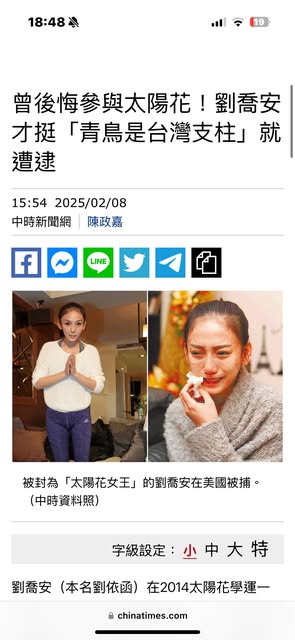 18:48
19
曾後悔參與太陽花！劉喬安
才挺「青鳥是台灣支柱」就
遭逮
15:54 2025/02/08
中時新聞網 陳政嘉
LINE
被封為「太陽花女王」的劉喬安在美國被捕。
（中時資料照）
字級設定： 小 中 大 特
劉喬安（本名劉依函）在2014太陽花學運一
chinatimes.com